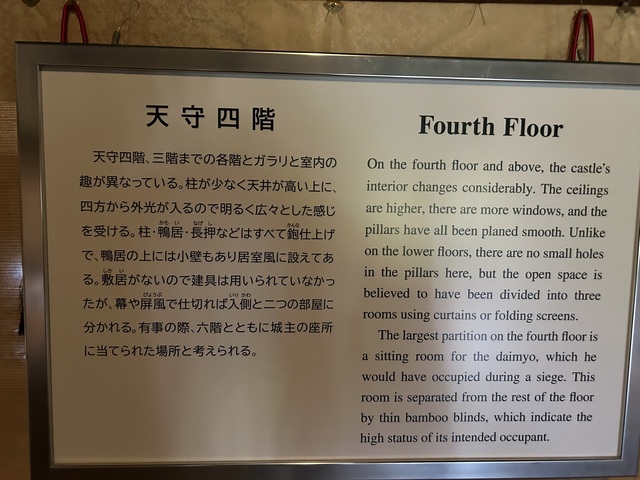 天守四階
天守四階、三階までの各階とガラリと室内の
趣が異なっている。柱が少なく天井が高い上に、
四方から外光が入るので明るく広々とした感じ
を受ける。柱・鴨居・長押などはすべて鉋仕上げ
で、鴨居の上には小壁もあり居室風に設えてあ
る。敷居がないので建具は用いられていなかっ
たが、幕や屏風で仕切れば入側と二つの部屋に
分かれる。有事の際、六階とともに城主の座所
に当てられた場所と考えられる。
Fourth Floor
On the fourth floor and above, the castle's
interior changes considerably. The ceilings
are higher, there are more windows, and the
pillars have all been planed smooth. Unlike
on the lower floors, there are no small holes
in the pillars here, but the open space is
believed to have been divided into three
rooms using curtains or folding screens.
The largest partition on the fourth floor is
a sitting room for the daimyo, which he
would have occupied during a siege. This
room is separated from the rest of the floor
by thin bamboo blinds, which indicate the
high status of its intended occupant.